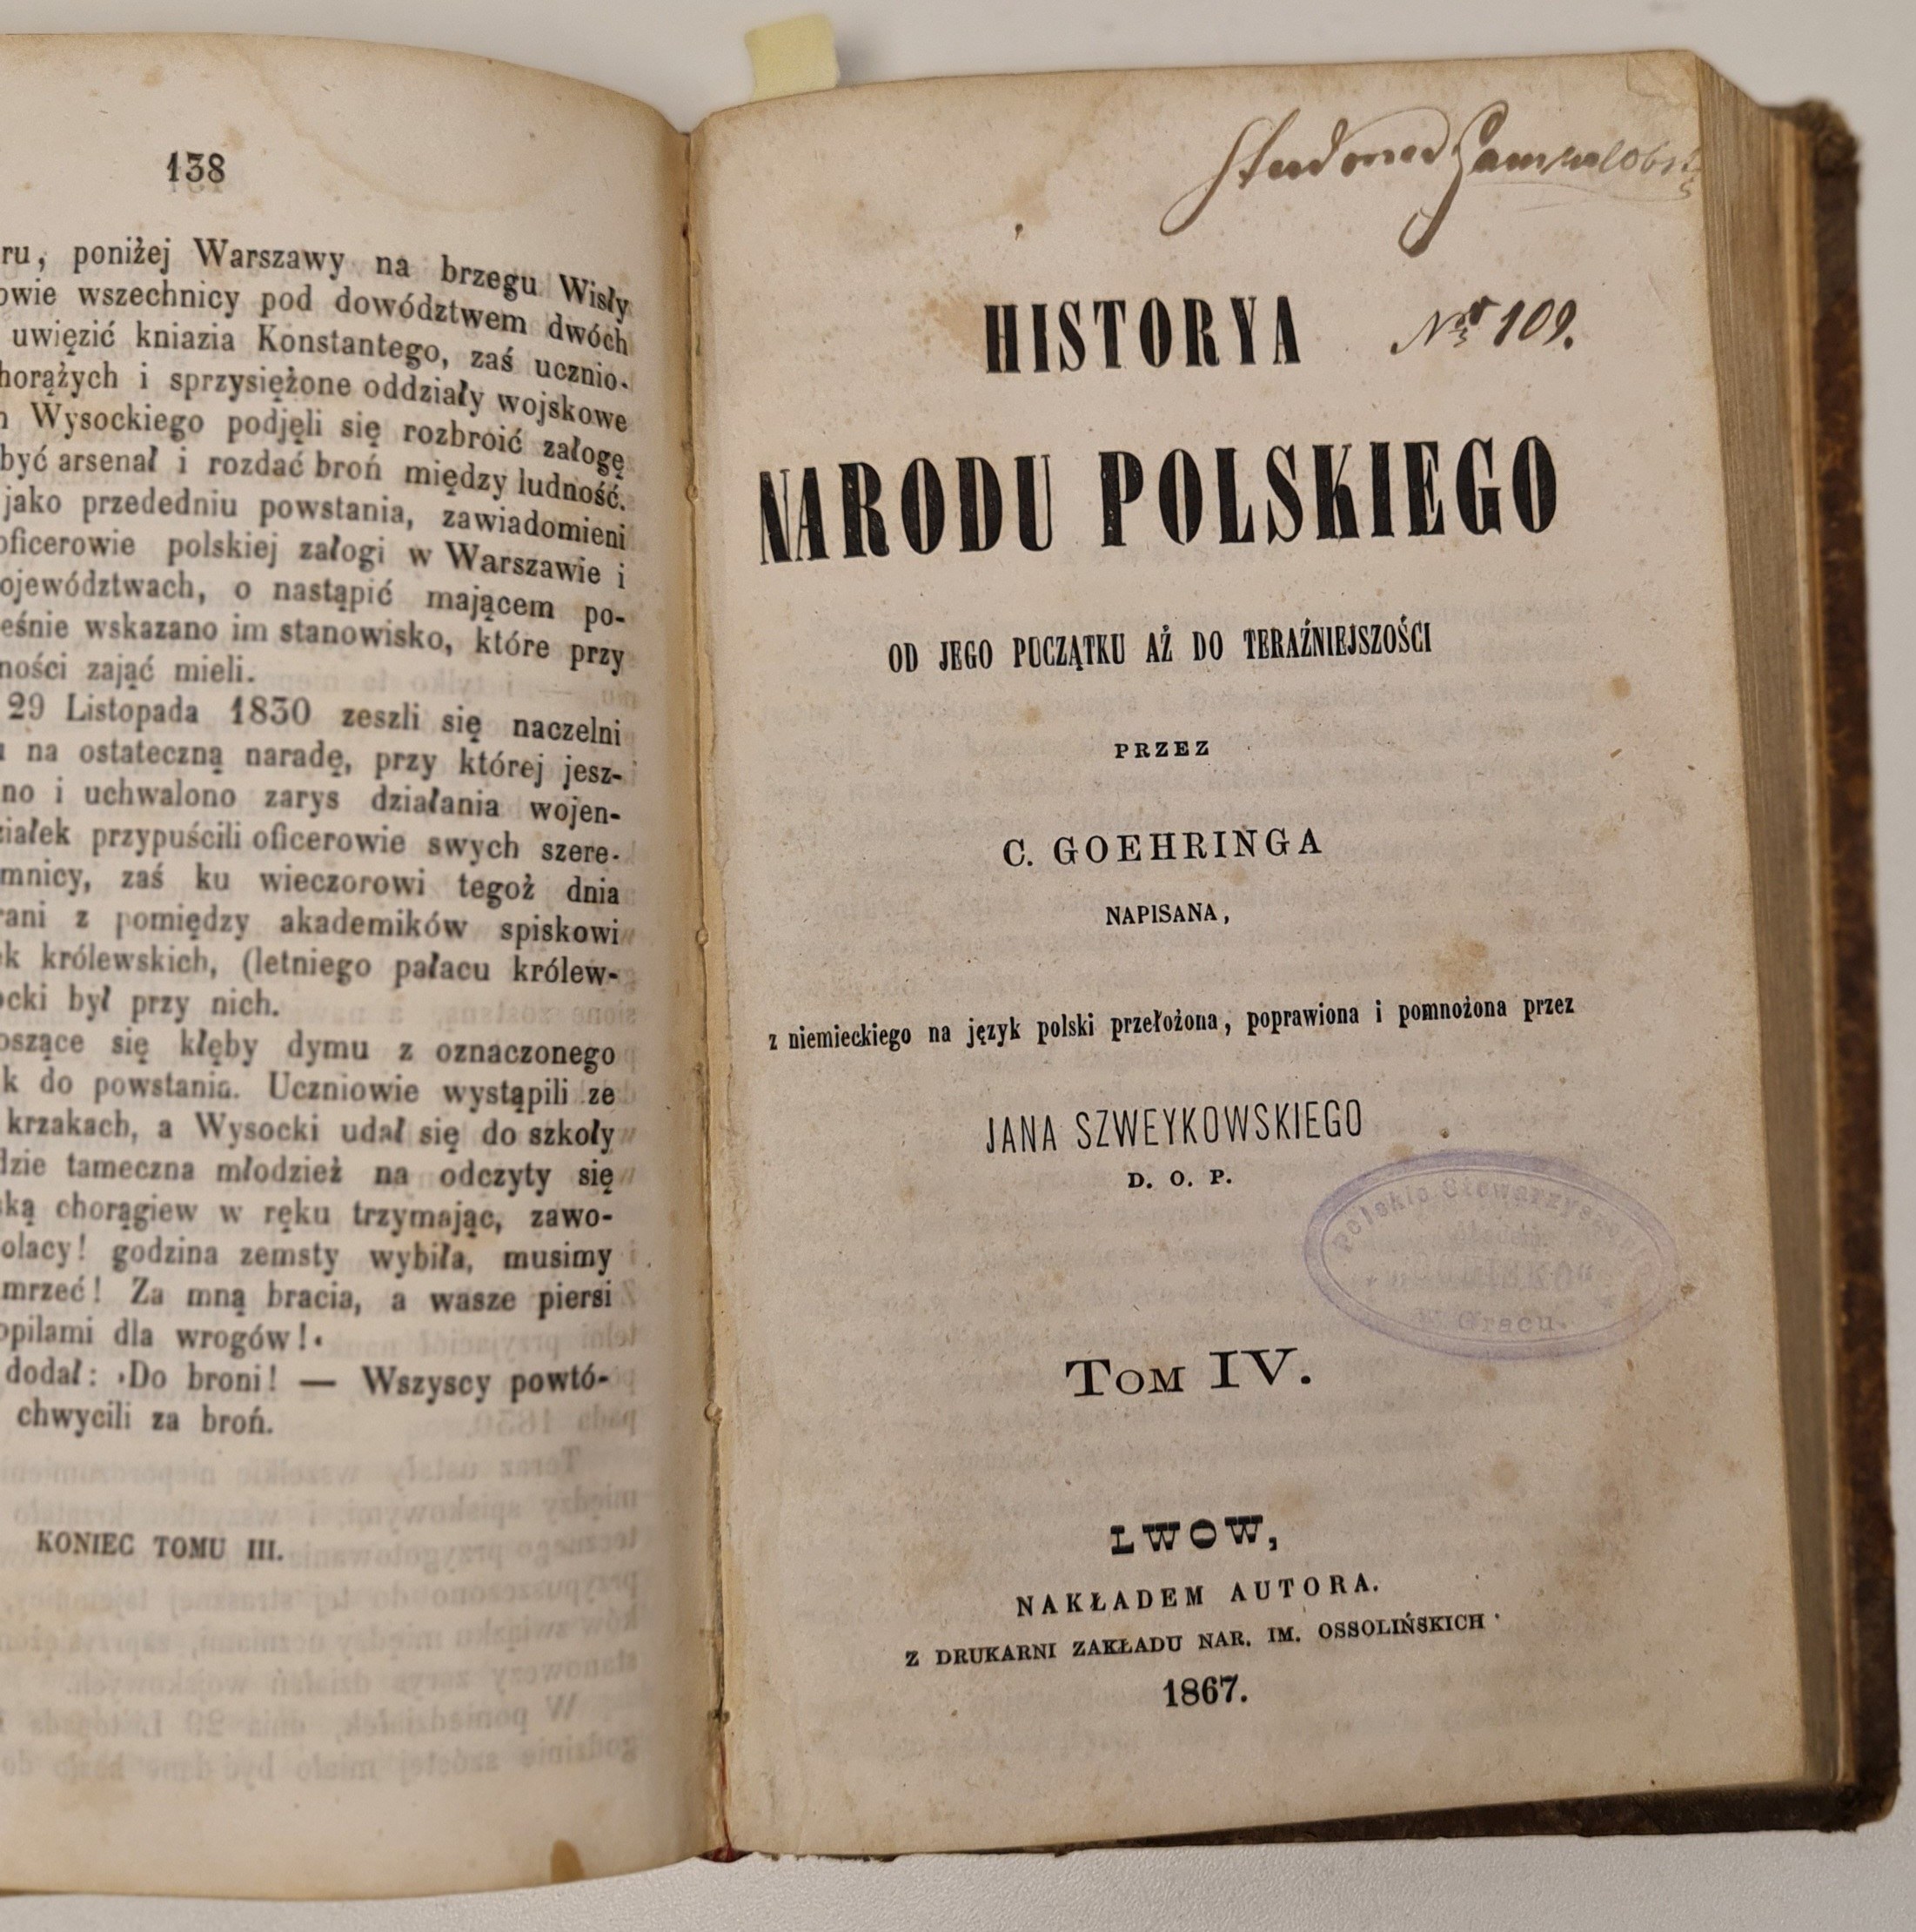 138
ru, poniżej Warszawy na brzegu Wisły
owie wszechnicy pod dowództwem dwóch
uwięzić kniazia Konstantego, zaś ucznio-
horążych i sprzysiężone oddziały wojskowe
Wysockiego podjęli się rozbroić załogę
być arsenał i rozdać broń między ludność.
jako przededniu powstania, zawiadomieni
oficerowie polskiej załogi w Warszawie i
ojewództwach, o nastąpić mającem po-
eśnie wskazano im stanowisko, które przy
ności zająć mieli.
29 Listopada 1830 zeszli się naczelni
na ostateczną naradę, przy której jesz-
no i uchwalono zarys działania wojen-
ziałek przypuścili oficerowie swych szere-
mnicy, zaś ku wieczorowi tegoż dnia
rani z pomiędzy akademików spiskowi
k królewskich, (letniego pałacu królew-
ocki był przy nich.
oszące się kłęby dymu z oznaczonego
k do powstania. Uczniowie wystąpili ze
krzakach, a Wysocki udał się do szkoły
dzie tameczna młodzież na odczyty się
ską chorągiew w ręku trzymając, zawo-
olacy! godzina zemsty wybiła, musimy
mrzeć! Za mną bracia, a wasze piersi
opilami dla wrogów!
dodał: Do broni! — Wszyscy powtó-
chwycili za broń.
KONIEC TOMU III.
HISTORYA
Nr 109.
NARODU POLSKIEGO
OD JEGO PUCZĄTKU AŻ DO TERAŹNIEJSZOŚCI
PRZEZ
C. GOEHRINGA
NAPISANA,
z niemieckiego na język polski przełożona, poprawiona i pomnożona przez
JANA SZWEYKOWSKIEGO
D. O. P.
Polskie Stowarzyszenie
w Gracu.
TOM IV.
LWOW,
NAKŁADEM AUTORA.
Z DRUKARNI ZAKŁADU NAR. IM. OSSOLIŃSKICH
1867.